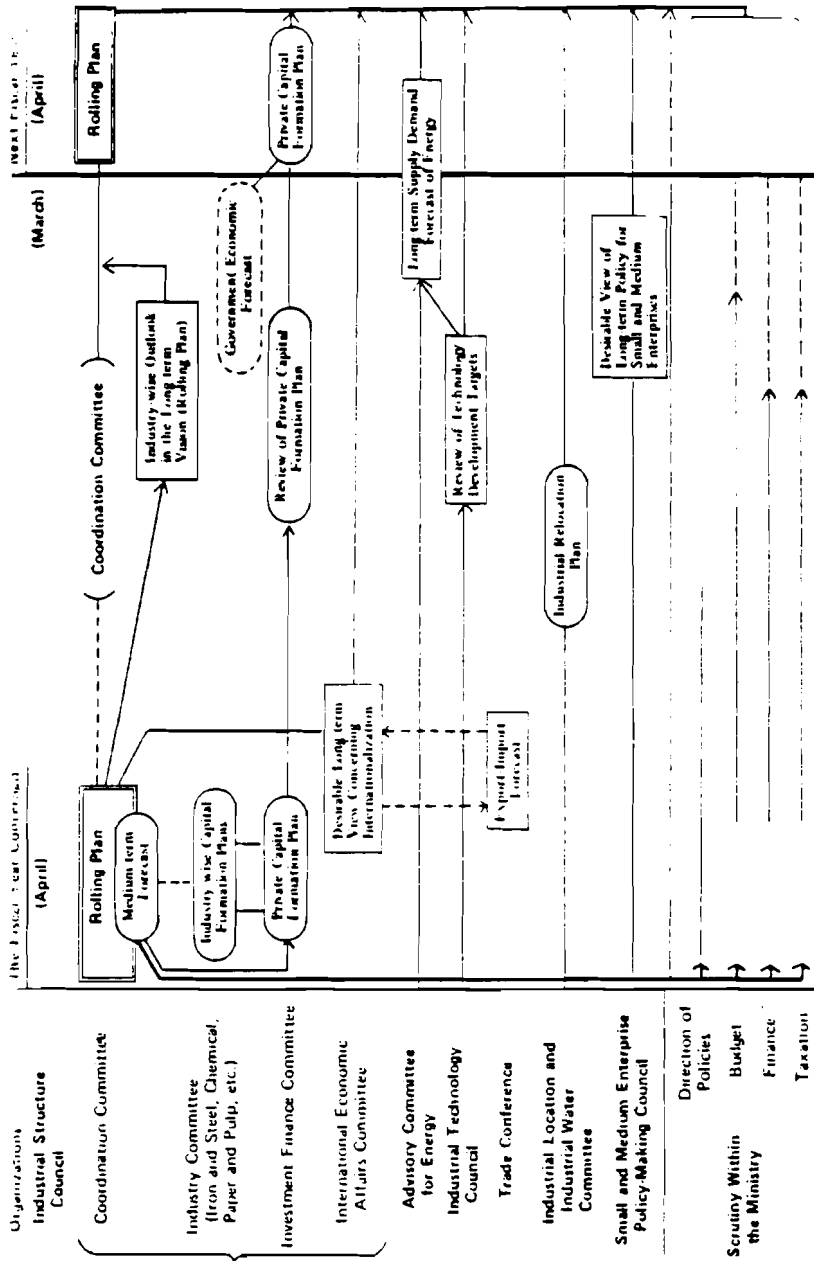 Organizations
Industrial Structure
Council
Coordination Committee
Industry Committee
(Iron and Steel, Chemical,
Paper and Pulp, etc.)
Investment Finance Committee
International Economic
Affairs Committee
Advisory Committee
for Energy
Industrial Technology
Council
Trade Conference
Industrial Location and
Industrial Water
Committee
Small and Medium Enterprise
Policy-Making Council
Scrutiny Within
the Ministry
Direction of
Policies
Budget
Finance
Taxation
The Fiscal Year Concerned
(April)
Rolling Plan
Medium term
Forecast
Industry wise Capital
Formation Plans
Private Capital
Formation Plan
Desirable Long term
View Concerning
Internationalization
Export Import
Forecast
(Coordination Committee)
Industry-wise Outlook
in the Long term
Vision (Rolling Plan)
Review of Private Capital
Formation Plan
Government Economic
Forecast
Review of Technology
Development Targets
Industrial Relocation
Plan
Desirable View of
Long term Policy for
Small and Medium
Enterprises
(March)
Next Fiscal
(April)
Rolling Plan
Private Capital
Formation Plan
Long term Supply Demand
Forecast of Energy